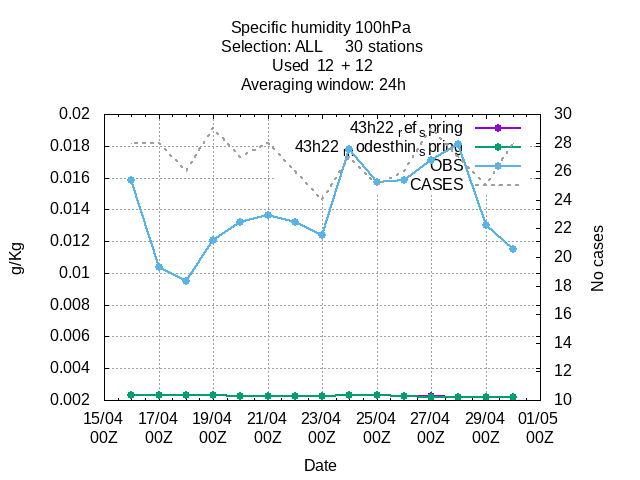 Specific humidity 100hPa
Selection: ALL 30 stations
Used 12 + 12
Averaging window: 24h
43h22_ref_spring
43h22_modesthin_spring
OBS
CASES
0.02
0.018
0.016
0.014
0.012
0.01
0.008
0.006
0.004
0.002
g/Kg
30
28
26
24
22
20
18
16
14
12
10
No cases
15/04 17/04 19/04 21/04 23/04 25/04 27/04 29/04 01/05
00Z 00Z 00Z 00Z 00Z 00Z 00Z 00Z 00Z
Date